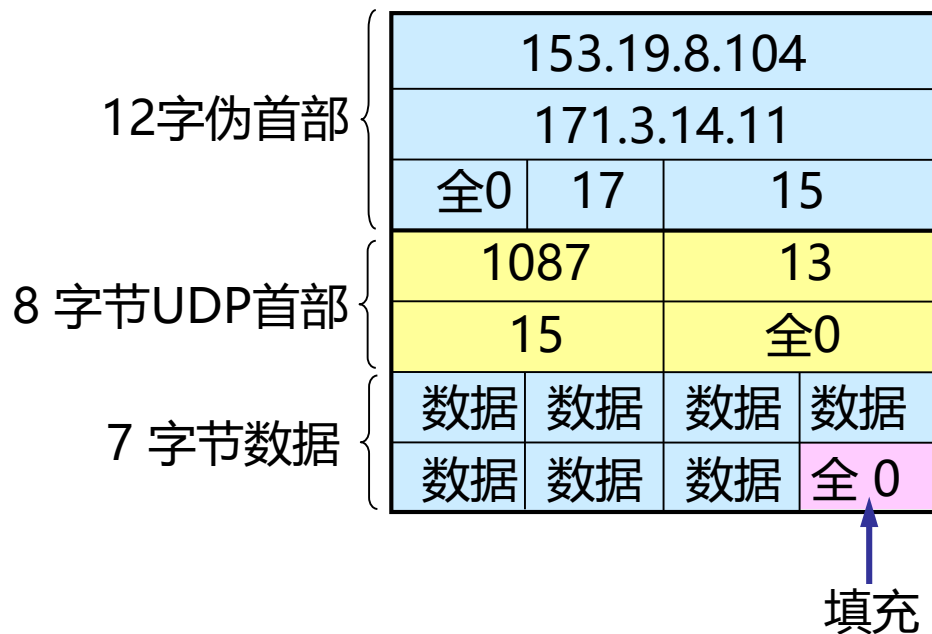 153.19.8.104
12字伪首部
171.3.14.11
全0 17 15
1087 13
8 字节UDP首部
15 全0
数据 数据 数据 数据
7 字节数据
数据 数据 数据 全 0
填充